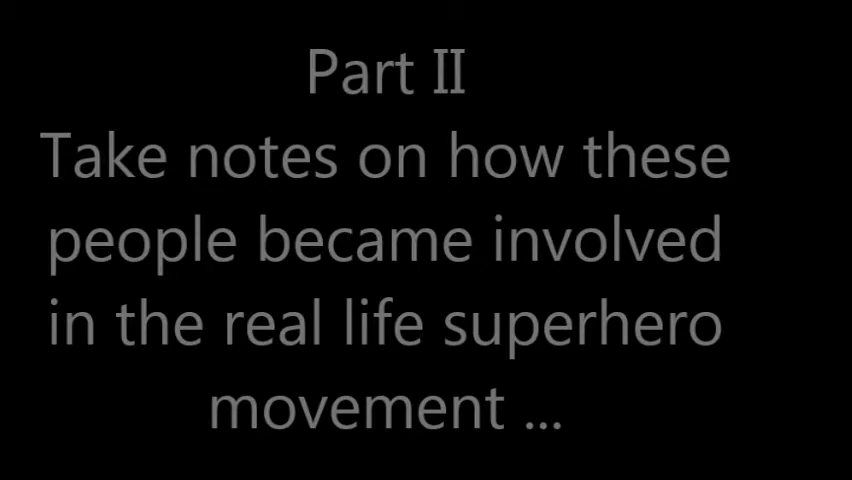 Part II
Take notes on how these
people became involved
in the real life superhero
movement ...